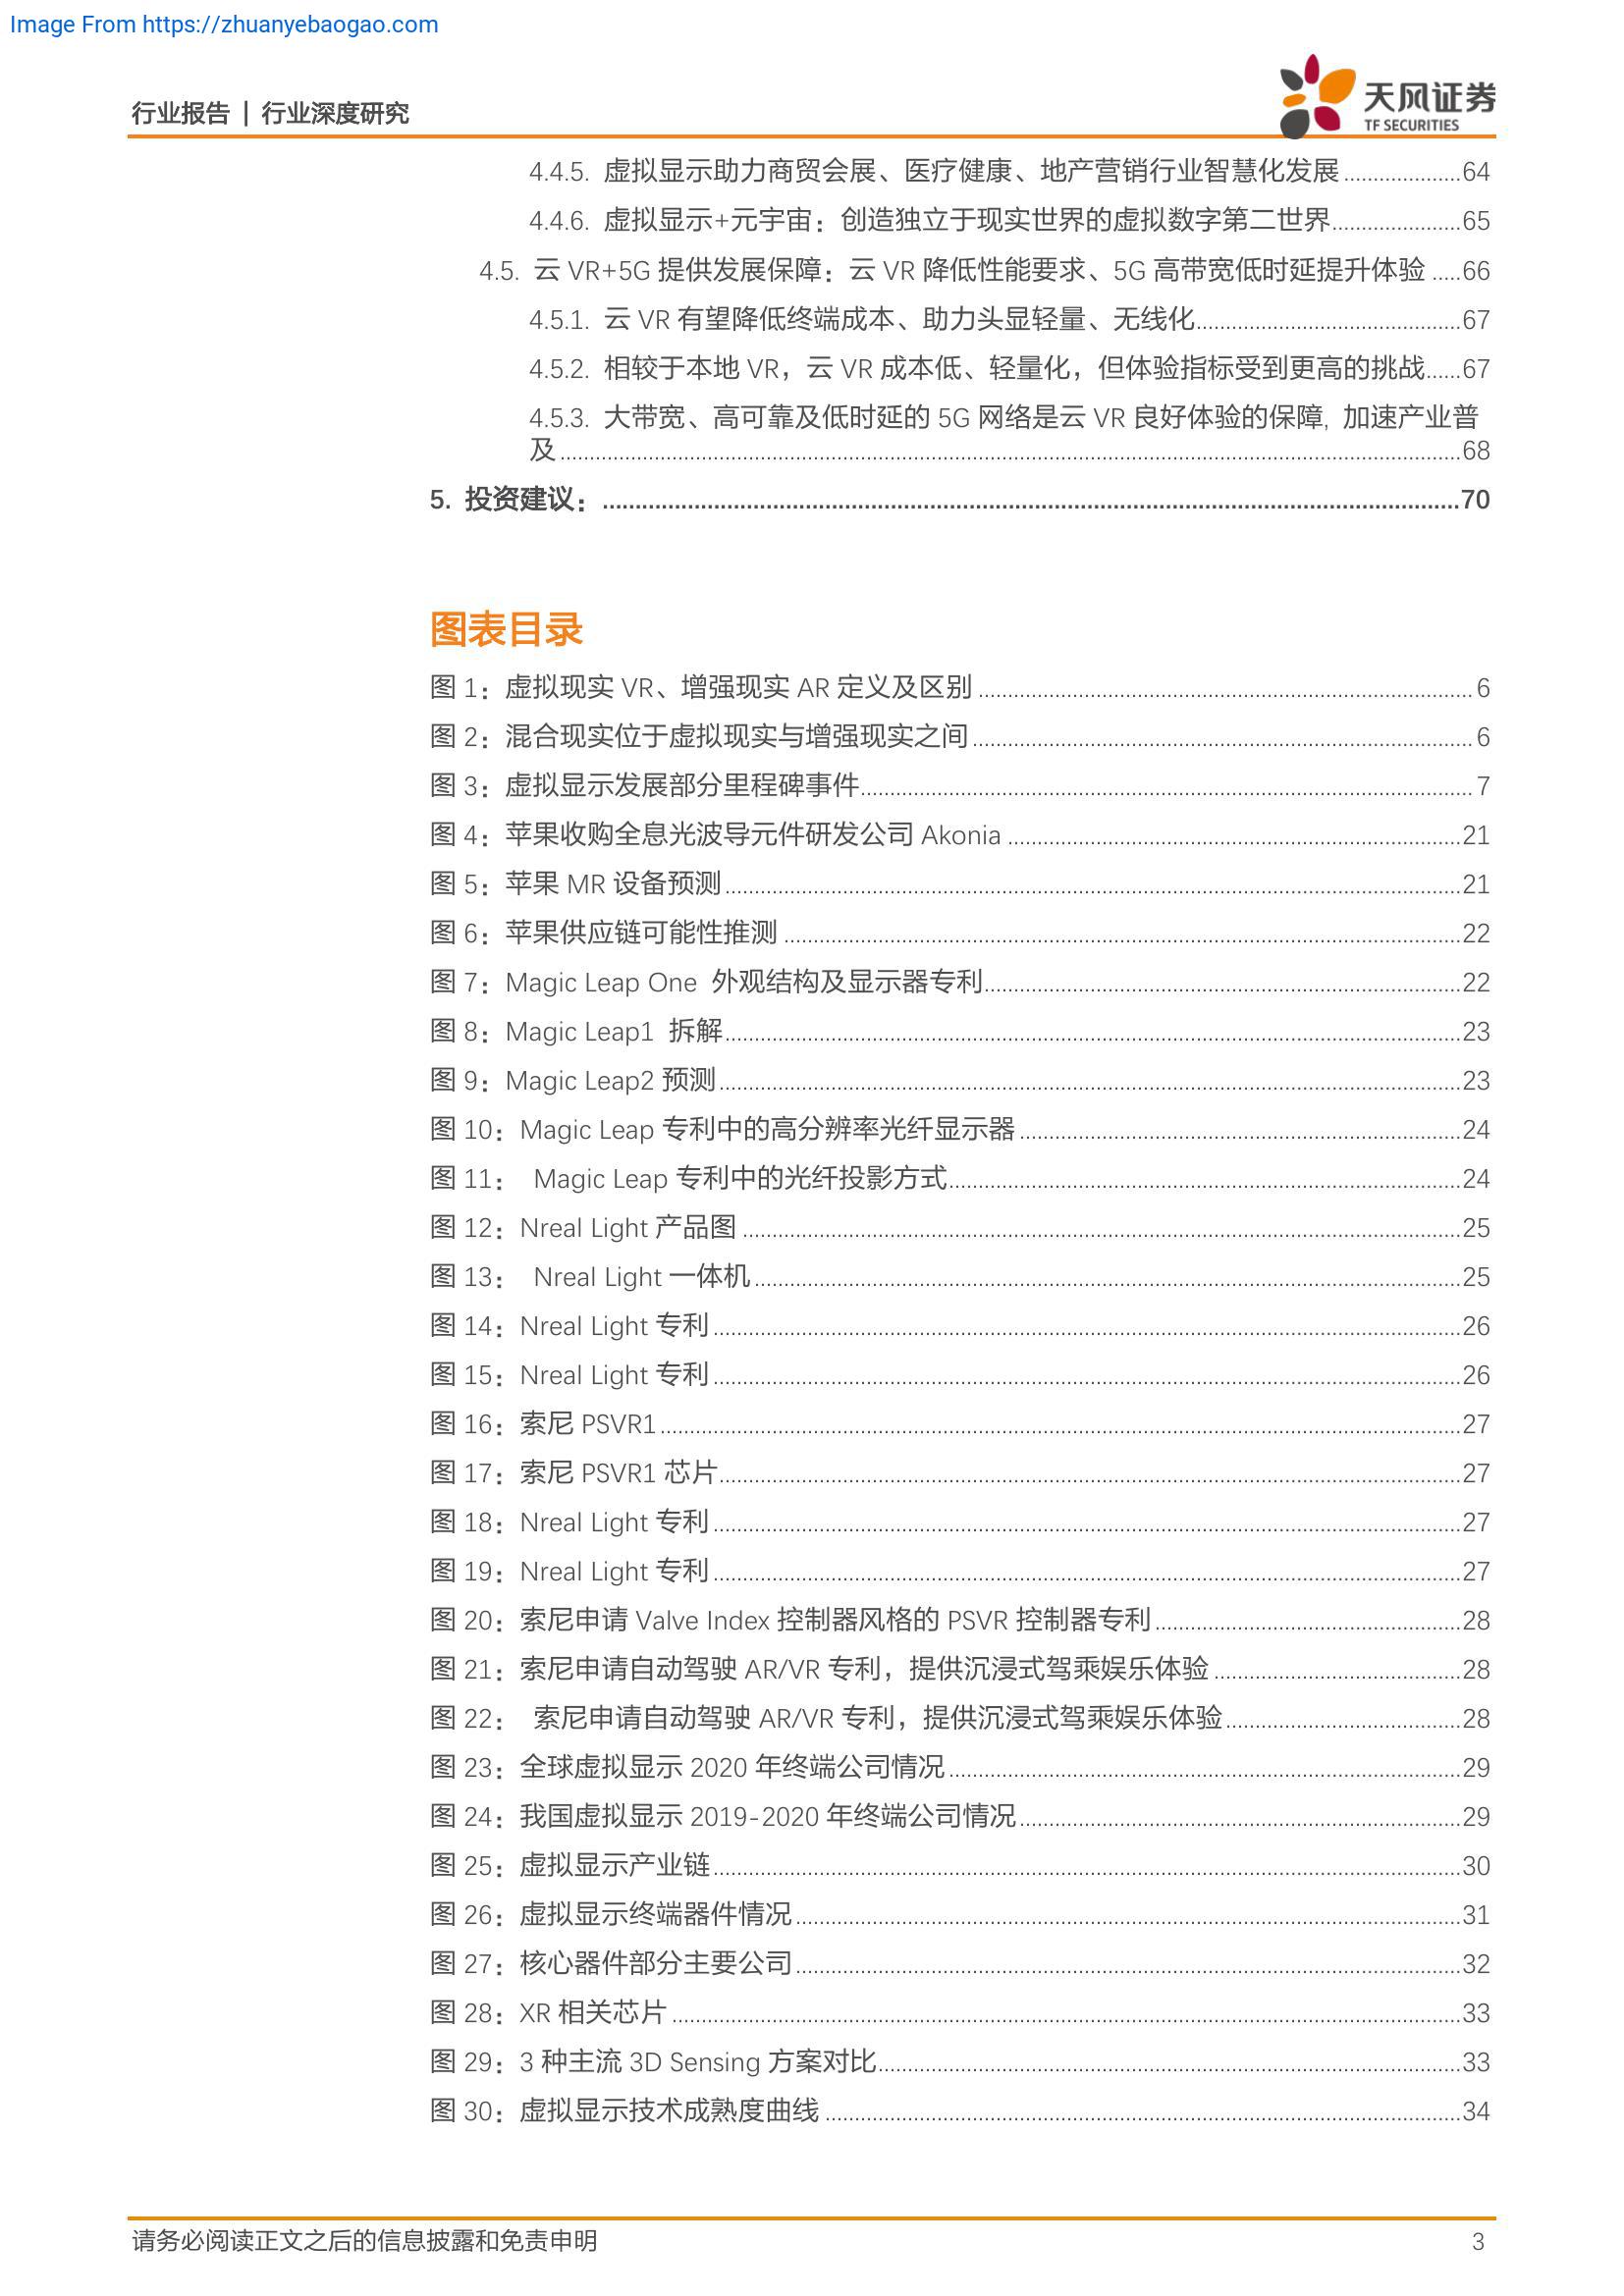 Image From https://zhuanyebaogao.com
行业报告 | 行业深度研究
天风证券
TF SECURITIES
4.4.5. 虚拟显示助力商贸会展、医疗健康、地产营销行业智慧化发展....................64
4.4.6. 虚拟显示+元宇宙：创造独立于现实世界的虚拟数字第二世界......................65
4.5. 云 VR+5G 提供发展保障：云 VR 降低性能要求、5G 高带宽低时延提升体验 .....66
4.5.1. 云 VR 有望降低终端成本、助力头显轻量、无线化.............................................67
4.5.2. 相较于本地 VR，云 VR 成本低、轻量化，但体验指标受到更高的挑战......67
4.5.3. 大带宽、高可靠及低时延的 5G 网络是云 VR 良好体验的保障, 加速产业普
及..........................................................................................68
5. 投资建议：..........................................................................................70
图表目录
图 1：虚拟现实 VR、增强现实 AR 定义及区别 .................................................. 6
图 2：混合现实位于虚拟现实与增强现实之间 .................................................. 6
图 3：虚拟显示发展部分里程碑事件.................................................. 7
图 4：苹果收购全息光波导元件研发公司 Akonia ..................................................21
图 5：苹果 MR 设备预测..................................................21
图 6：苹果供应链可能性推测 ..................................................22
图 7：Magic Leap One 外观结构及显示器专利..................................................22
图 8：Magic Leap1 拆解..................................................23
图 9：Magic Leap2 预测..................................................23
图 10：Magic Leap 专利中的高分辨率光纤显示器 ..................................................24
图 11： Magic Leap 专利中的光纤投影方式..................................................24
图 12：Nreal Light 产品图 ..................................................25
图 13： Nreal Light 一体机 ..................................................25
图 14：Nreal Light 专利..................................................26
图 15：Nreal Light 专利..................................................26
图 16：索尼 PSVR1..................................................27
图 17：索尼 PSVR1 芯片..................................................27
图 18：Nreal Light 专利..................................................27
图 19：Nreal Light 专利..................................................27
图 20：索尼申请 Valve Index 控制器风格的 PSVR 控制器专利..................................................28
图 21：索尼申请自动驾驶 AR/VR 专利，提供沉浸式驾乘娱乐体验 ..................................................28
图 22： 索尼申请自动驾驶 AR/VR 专利，提供沉浸式驾乘娱乐体验..................................................28
图 23：全球虚拟显示 2020 年终端公司情况..................................................29
图 24：我国虚拟显示 2019-2020 年终端公司情况..................................................29
图 25：虚拟显示产业链..................................................30
图 26：虚拟显示终端器件情况..................................................31
图 27：核心器件部分主要公司..................................................32
图 28：XR 相关芯片 ..................................................33
图 29：3 种主流 3D Sensing 方案对比..................................................33
图 30：虚拟显示技术成熟度曲线 ..................................................34
请务必阅读正文之后的信息披露和免责申明
3